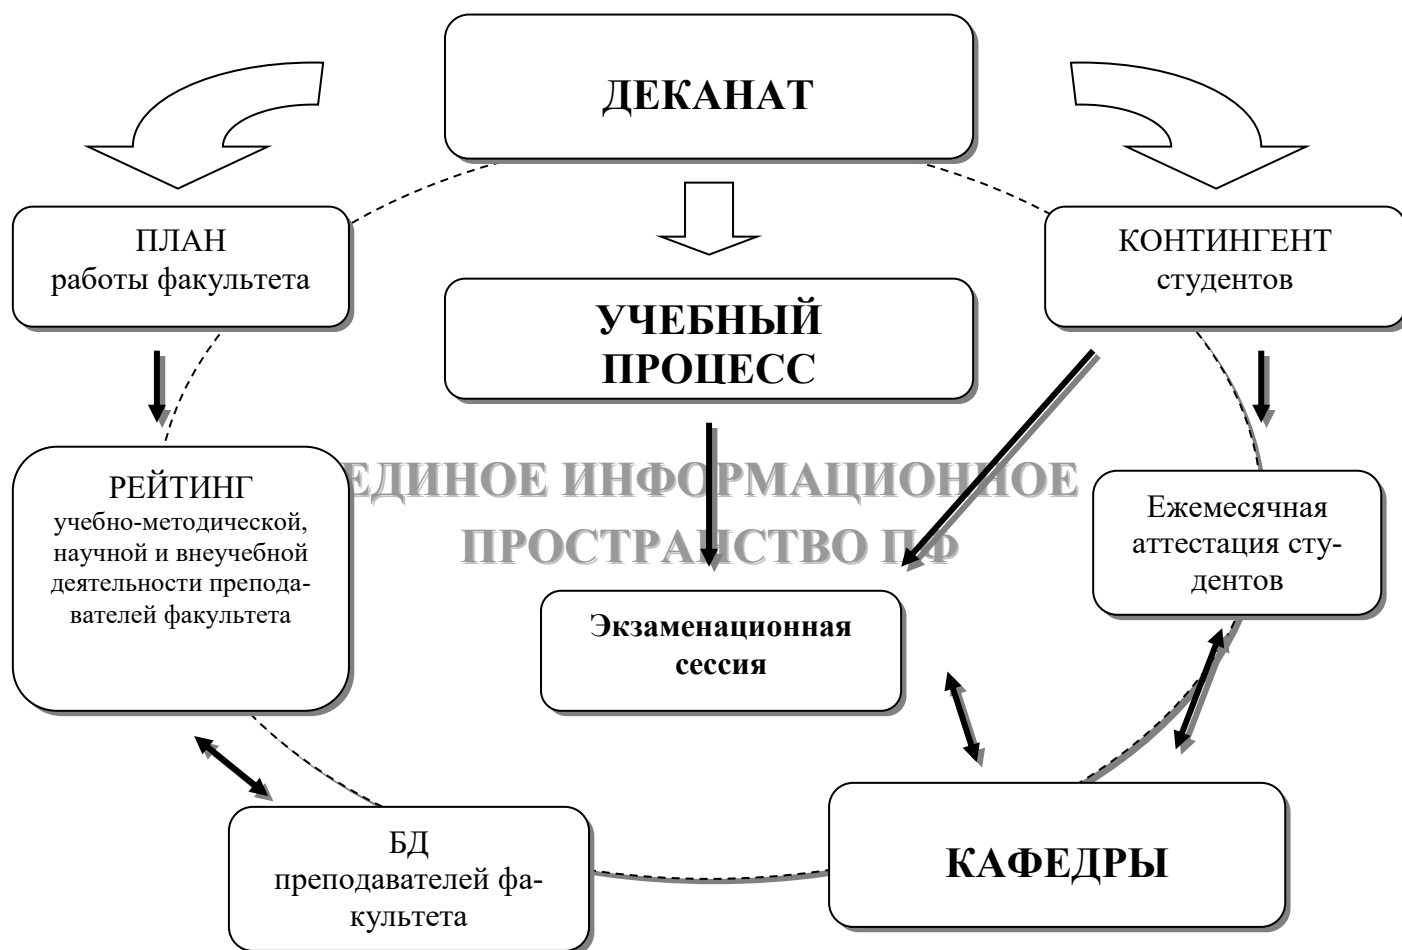 ДЕКАНАТ
ПЛАН
работы факультета
КОНТИНГЕНТ
студентов
УЧЕБНЫЙ
ПРОЦЕСС
ЕДИНОЕ ИНФОРМАЦИОННОЕ
ПРОСТРАНСТВО ПФ
РЕЙТИНГ
учебно-методической,
научной и внеучебной
деятельности препода-
вателей факультета
Ежемесячная
аттестация сту-
дентов
Экзаменационная
сессия
БД
преподавателей фа-
культета
КАФЕДРЫ